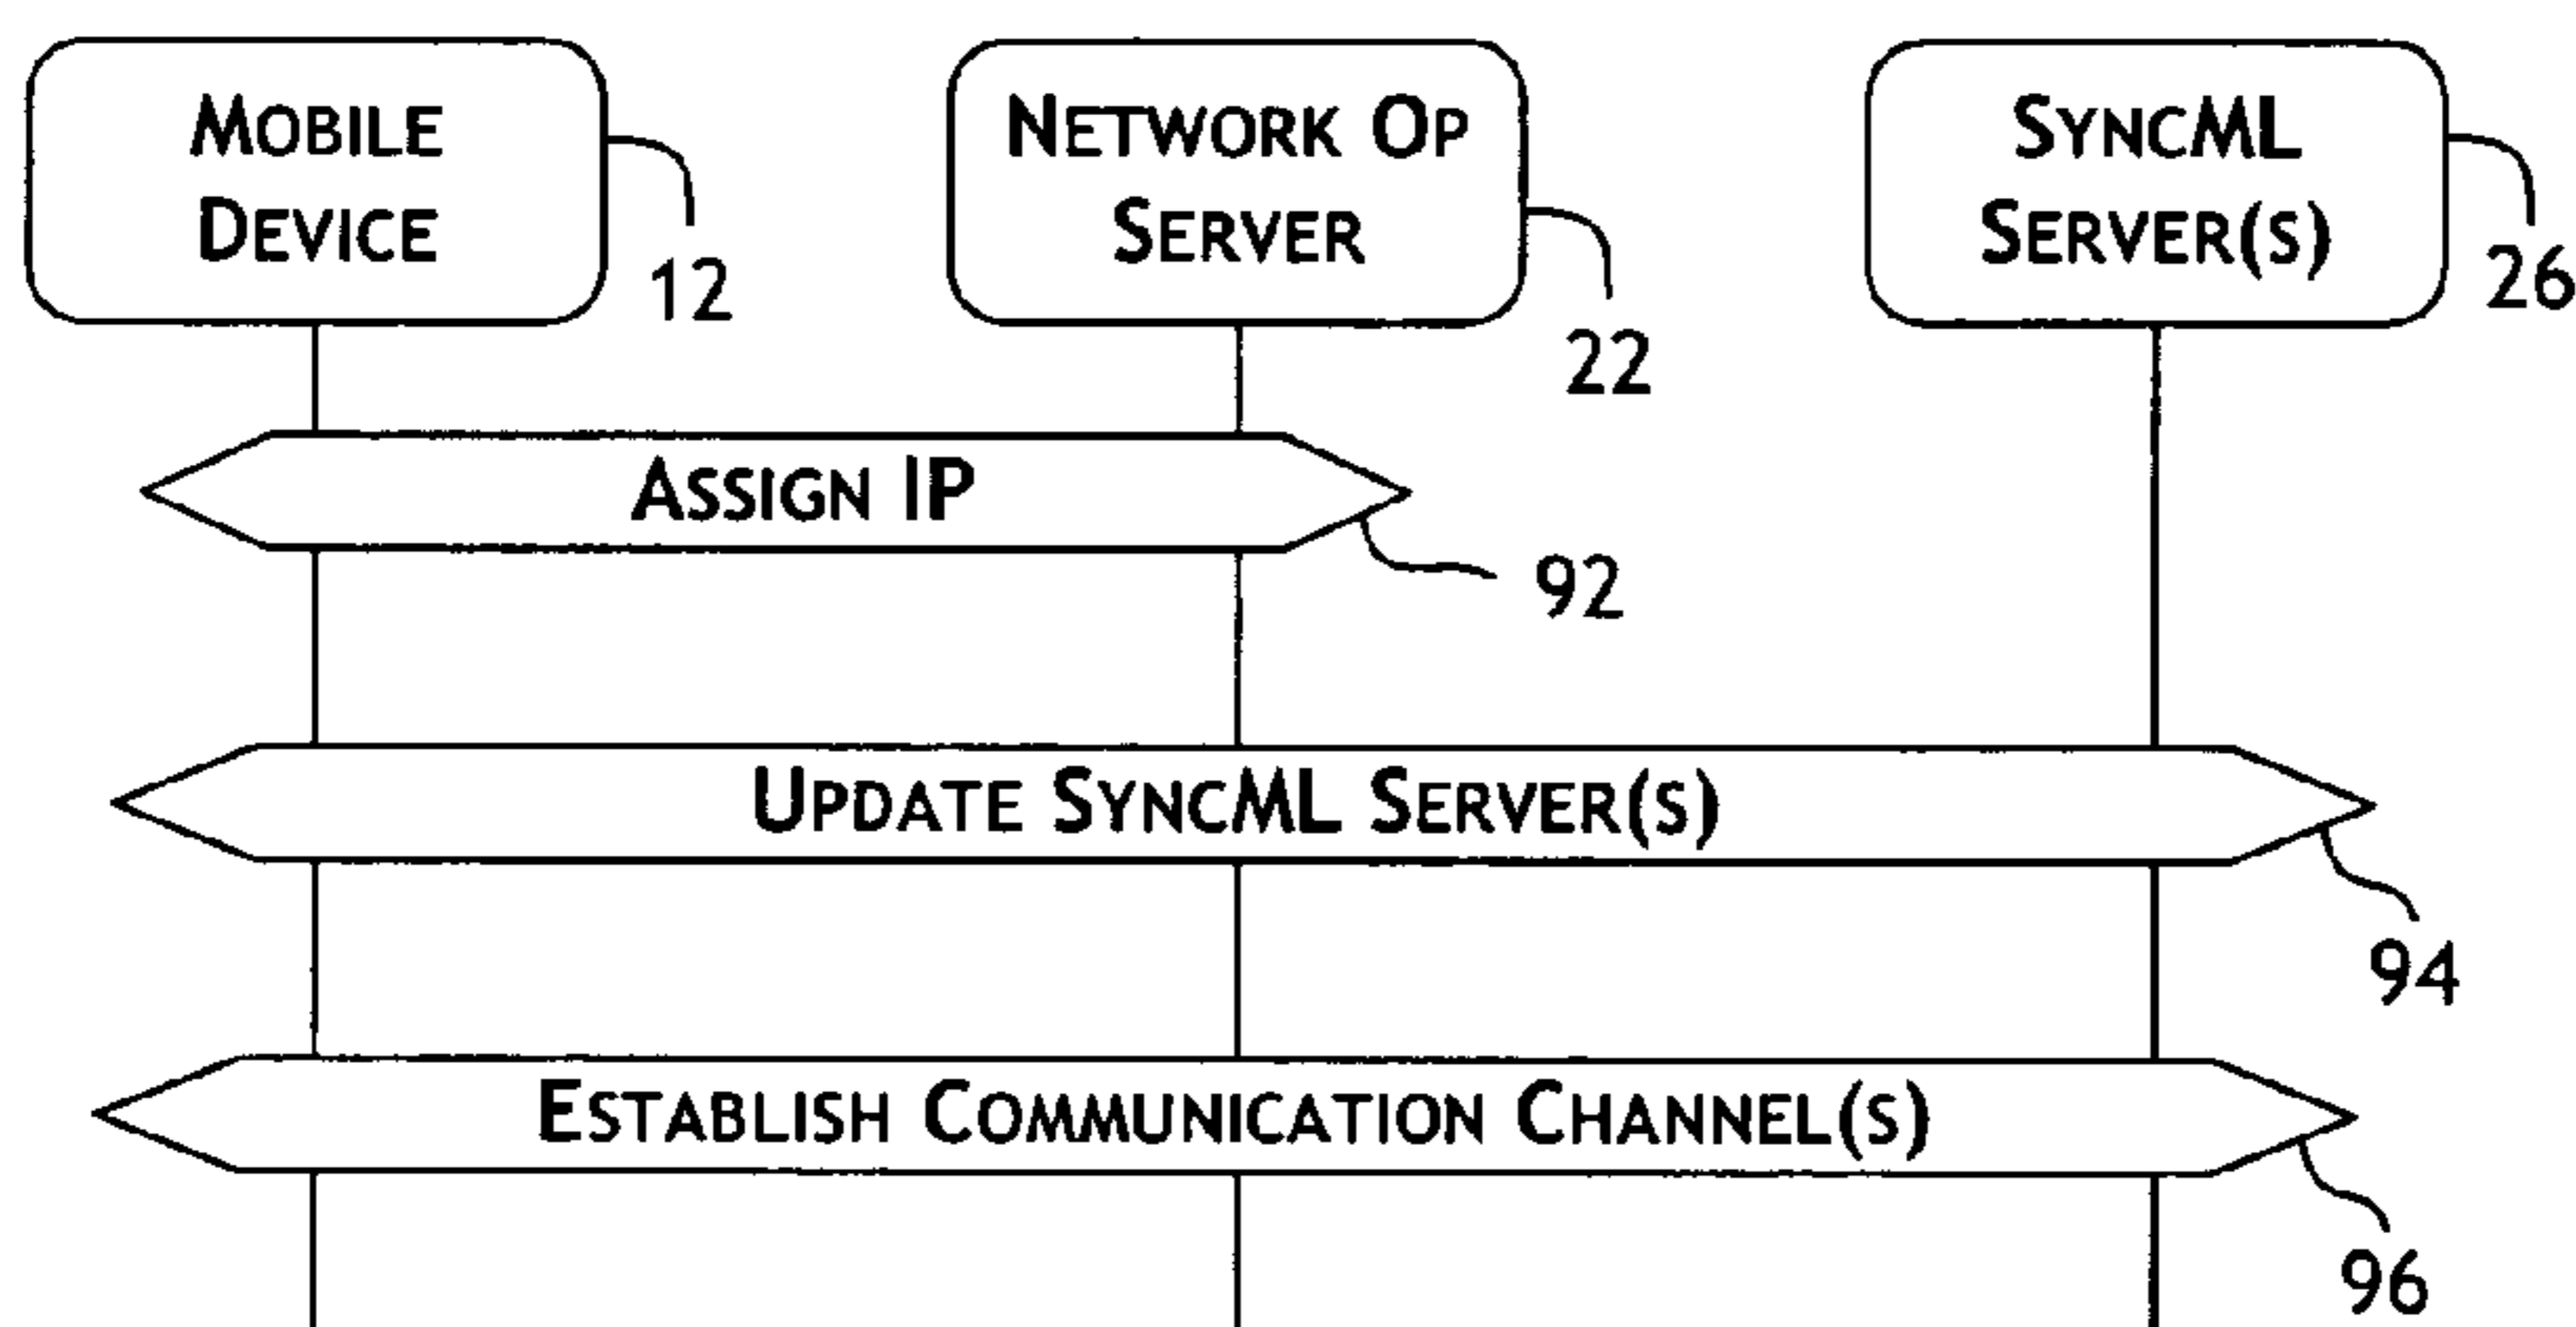 MOBILE
DEVICE
12
NETWORK OP
SERVER
22
SYNCML
SERVER(S)
26
ASSIGN IP
92
UPDATE SYNCML SERVER(S)
94
ESTABLISH COMMUNICATION CHANNEL(S)
96